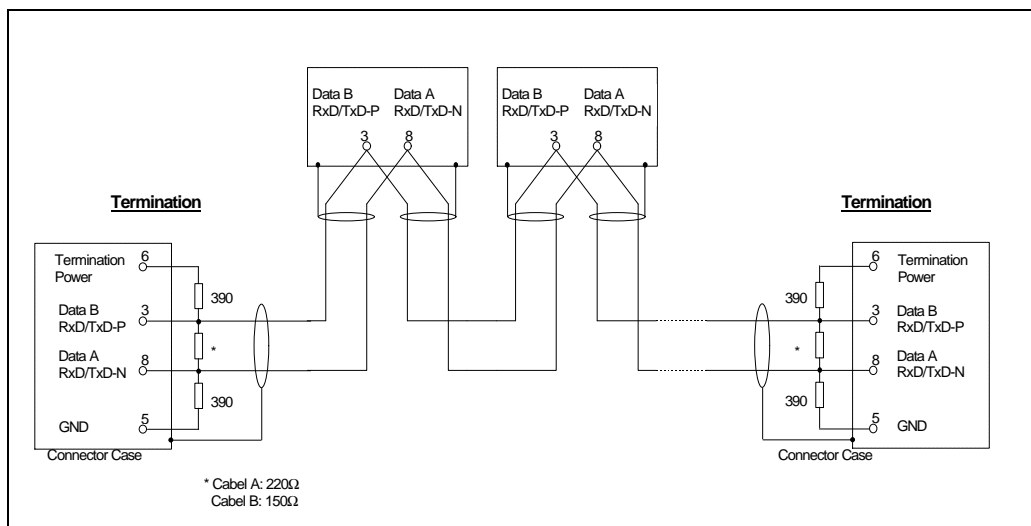 Data B Data A
RxD/TxD-P RxD/TxD-N
3 8
Data B Data A
RxD/TxD-P RxD/TxD-N
3 8
Termination
Termination
Termination
Power
6
390
Data B
RxD/TxD-P
3
*
Data A
RxD/TxD-N
8
390
GND
5
Connector Case
6
Termination
Power
390
3
Data B
RxD/TxD-P
*
8
Data A
RxD/TxD-N
390
5
GND
Connector Case
* Cabel A: 220Ω
Cabel B: 150Ω